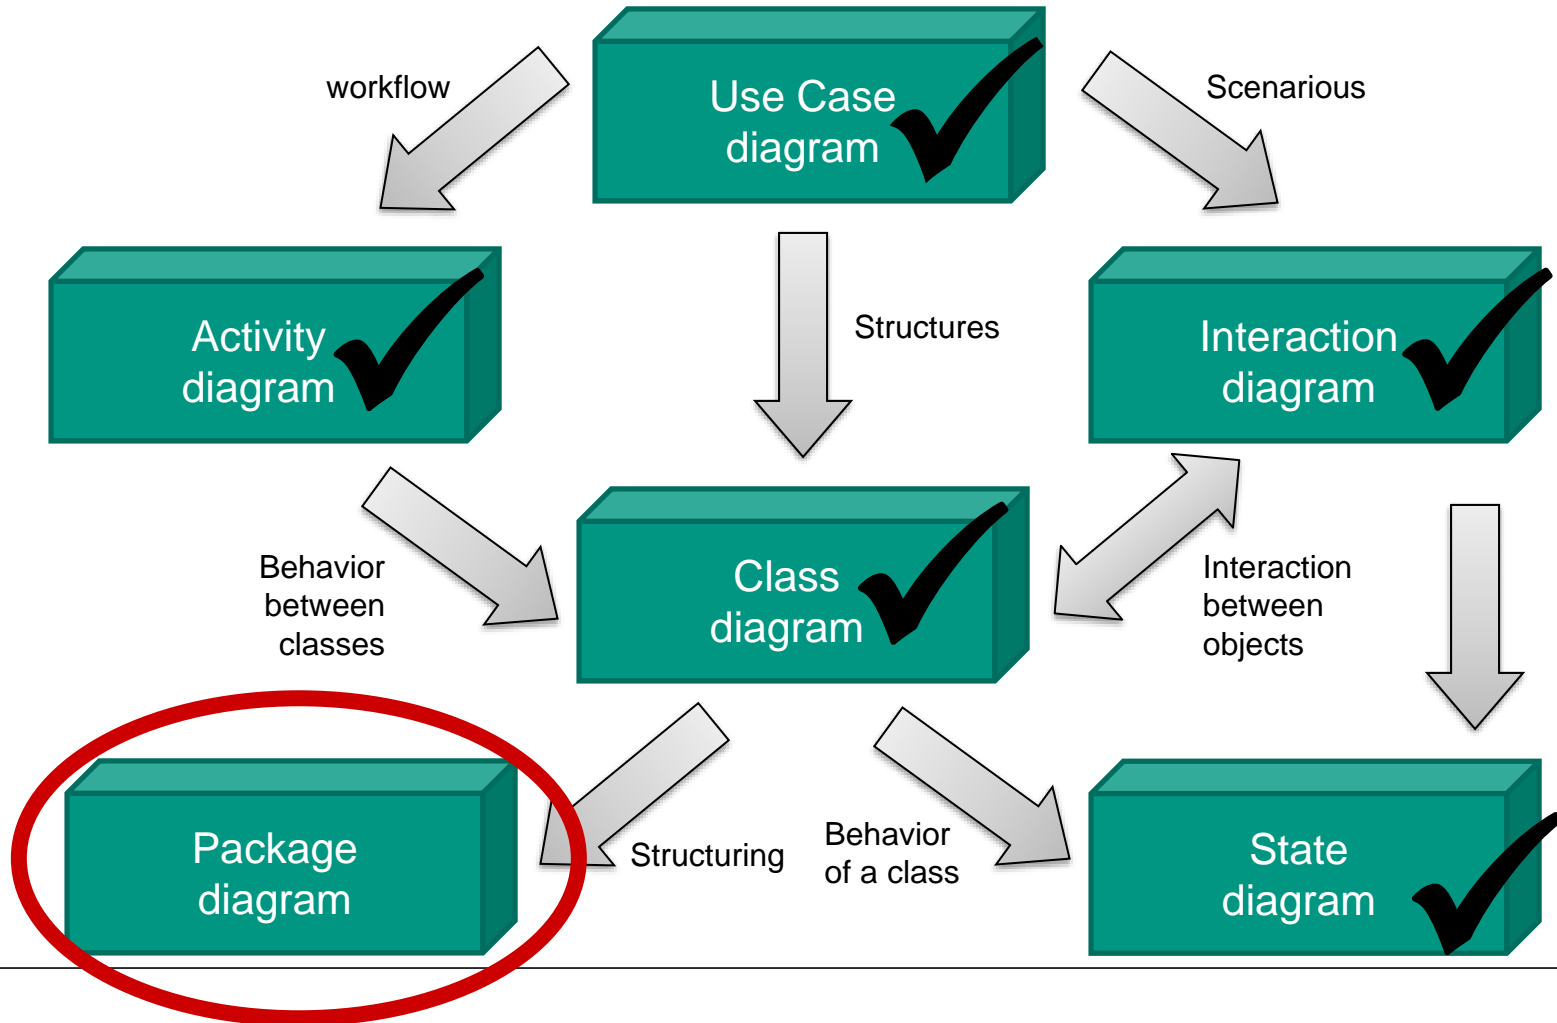 workflow
Use Case
diagram
Scenarious
Activity
diagram
Structures
Interaction
diagram
Behavior
between
classes
Class
diagram
Interaction
between
objects
Package
diagram
Structuring
Behavior
of a class
State
diagram